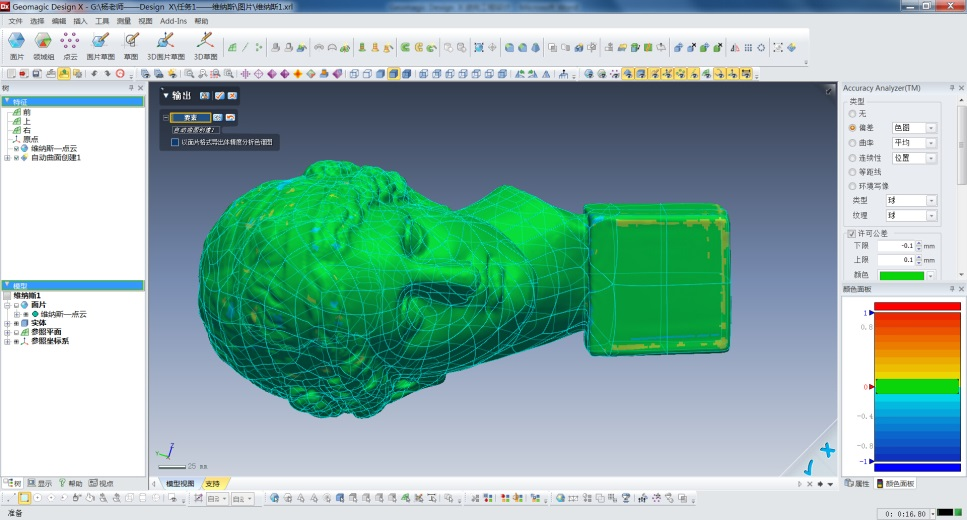 Geomagic Design X - G:\杨老师——Design X\任务1——维纳斯\图片\维纳斯1.xrl
文件 选择 编辑 插入 工具 测量 视图 Add-Ins 帮助
面片 领域组 点云 面片草图 草图 3D面片草图 3D草图
树
特征
前
上
右
原点
维纳斯—点云
自动曲面创建1
模型
维纳斯1
面片
维纳斯—点云
实体
参照平面
参照坐标系
树 显示 帮助 视点
输出
要素
自动曲面创建1
以面片格式导出体精度分析色谱图
25 mm
模型视图 支持
Accuracy Analyzer(TM)
类型
无
偏差 色图
曲率 平均
连续性 位置
等距线
环境写像
类型 球
纹理 球
许可公差
下限 -0.1 mm
上限 0.1 mm
颜色
颜色面板
1
0.8
0.4
0
-0.4
-0.8
-1
属性 颜色面板
自己 自己
准备
0: 0:16.80